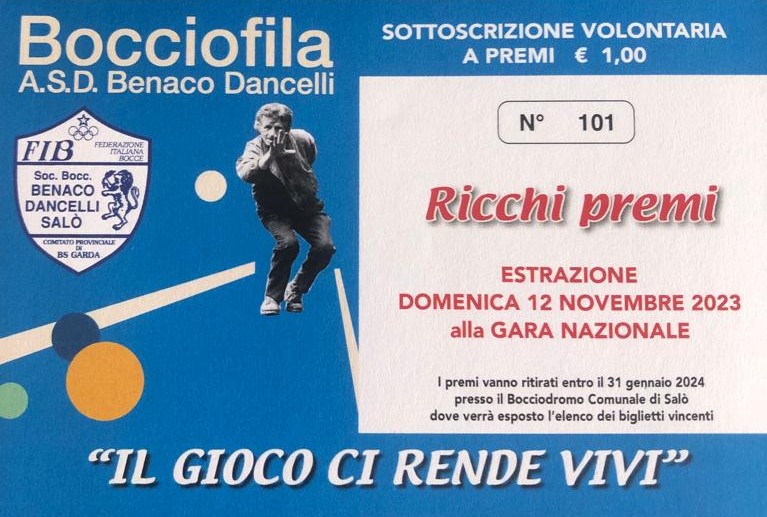 Bocciofila
A.S.D. Benaco Dancelli
SOTTOSCRIZIONE VOLONTARIA
A PREMI € 1,00
N° 101
FIB
FEDERAZIONE
ITALIANA
BOCCE
Soc. Bocc.
BENACO
DANCELLI
SALÒ
COMITATO PROVINCIALE
DI
BS GARDA
Ricchi premi
ESTRAZIONE
DOMENICA 12 NOVEMBRE 2023
alla GARA NAZIONALE
I premi vanno ritirati entro il 31 gennaio 2024
presso il Bocciodromo Comunale di Salò
dove verrà esposto l'elenco dei biglietti vincenti
“IL GIOCO CI RENDE VIVI”